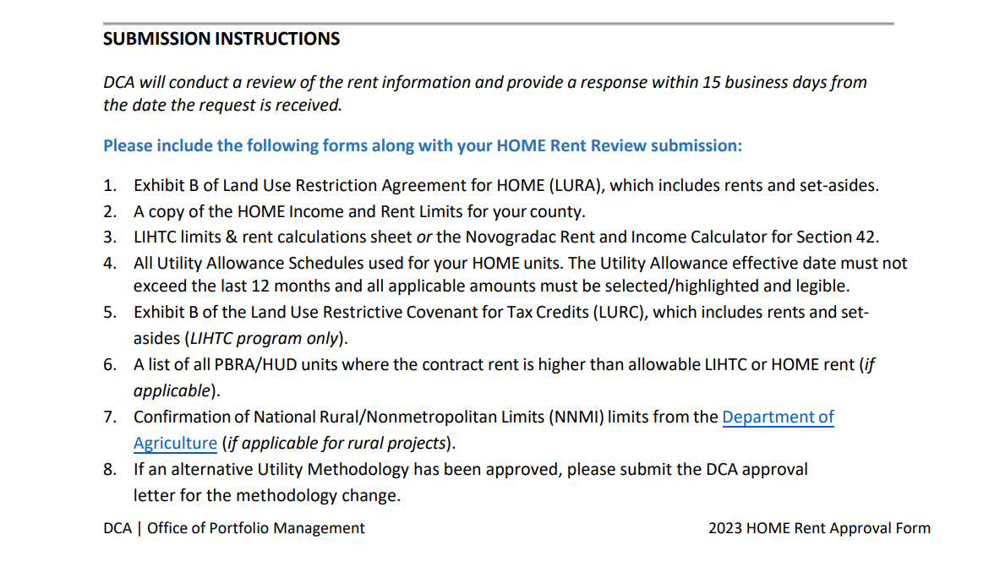 SUBMISSION INSTRUCTIONS
DCA will conduct a review of the rent information and provide a response within 15 business days from
the date the request is received.
Please include the following forms along with your HOME Rent Review submission:
1. Exhibit B of Land Use Restriction Agreement for HOME (LURA), which includes rents and set-asides.
2. A copy of the HOME Income and Rent Limits for your county.
3. LIHTC limits & rent calculations sheet or the Novogradac Rent and Income Calculator for Section 42.
4. All Utility Allowance Schedules used for your HOME units. The Utility Allowance effective date must not
exceed the last 12 months and all applicable amounts must be selected/highlighted and legible.
5. Exhibit B of the Land Use Restrictive Covenant for Tax Credits (LURC), which includes rents and set-
asides (LIHTC program only).
6. A list of all PBRA/HUD units where the contract rent is higher than allowable LIHTC or HOME rent (if
applicable).
7. Confirmation of National Rural/Nonmetropolitan Limits (NNMI) limits from the Department of
Agriculture (if applicable for rural projects).
8. If an alternative Utility Methodology has been approved, please submit the DCA approval
letter for the methodology change.
DCA | Office of Portfolio Management 2023 HOME Rent Approval Form